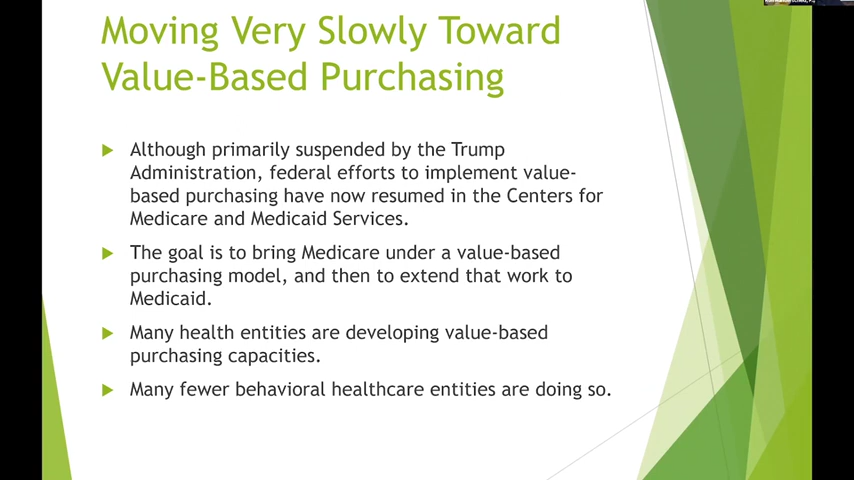 Moving Very Slowly Toward
Value-Based Purchasing
Although primarily suspended by the Trump
Administration, federal efforts to implement value-
based purchasing have now resumed in the Centers for
Medicare and Medicaid Services.
The goal is to bring Medicare under a value-based
purchasing model, and then to extend that work to
Medicaid.
Many health entities are developing value-based
purchasing capacities.
Many fewer behavioral healthcare entities are doing so.